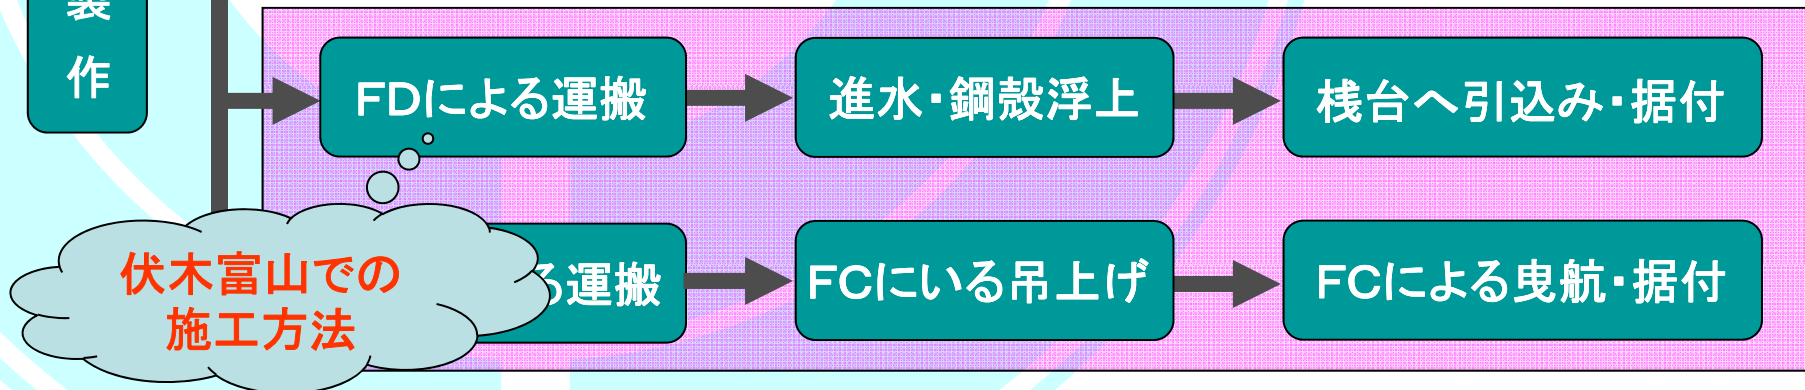 製
作
FDによる運搬
進水・鋼殻浮上
桟台へ引込み・据付
る運搬
FCにいる吊上げ
FCによる曳航・据付
伏木富山での
施工方法